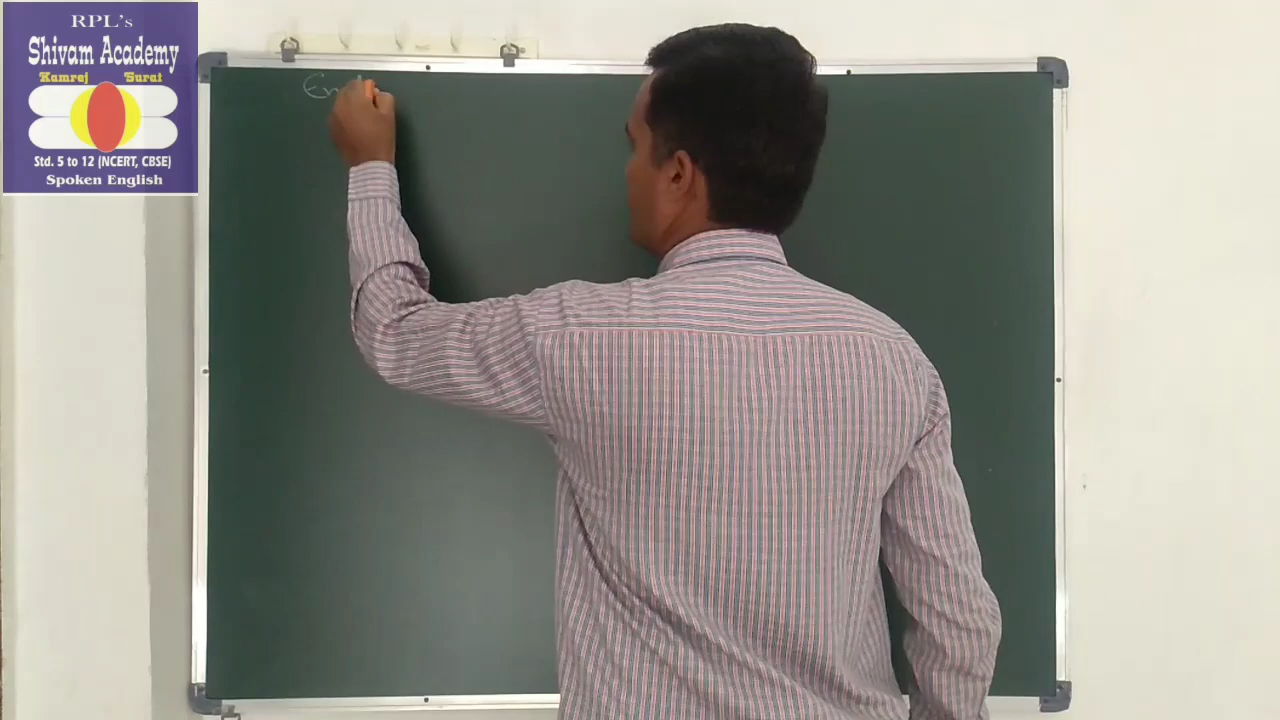 RPL's
Shivam Academy
Kamrej Surat
Std. 5 to 12 (NCERT, CBSE)
Spoken English